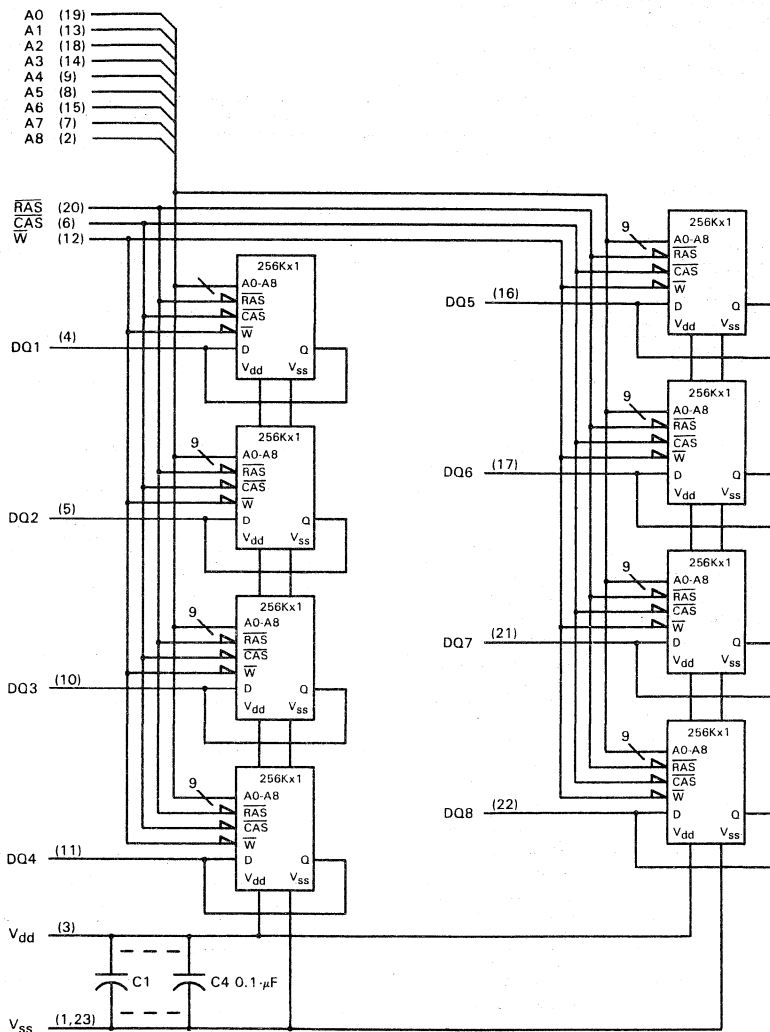 A0 (19)
A1 (13)
A2 (18)
A3 (14)
A4 (9)
A5 (8)
A6 (15)
A7 (7)
A8 (2)
RAS (20)
CAS (6)
W (12)
256Kx1
A0-A8
RAS
CAS
W
DQ1 (4)
D Q
Vdd Vss
9
256Kx1
A0-A8
RAS
CAS
W
DQ2 (5)
D Q
Vdd Vss
9
256Kx1
A0-A8
RAS
CAS
W
DQ3 (10)
D Q
Vdd Vss
9
256Kx1
A0-A8
RAS
CAS
W
DQ4 (11)
D Q
Vdd Vss
9
256Kx1
A0-A8
RAS
CAS
W
DQ5 (16)
D Q
Vdd Vss
9
256Kx1
A0-A8
RAS
CAS
W
DQ6 (17)
D Q
Vdd Vss
9
256Kx1
A0-A8
RAS
CAS
W
DQ7 (21)
D Q
Vdd Vss
9
256Kx1
A0-A8
RAS
CAS
W
DQ8 (22)
D Q
Vdd Vss
Vdd (3)
C1
C4 0.1-µF
Vss (1,23)